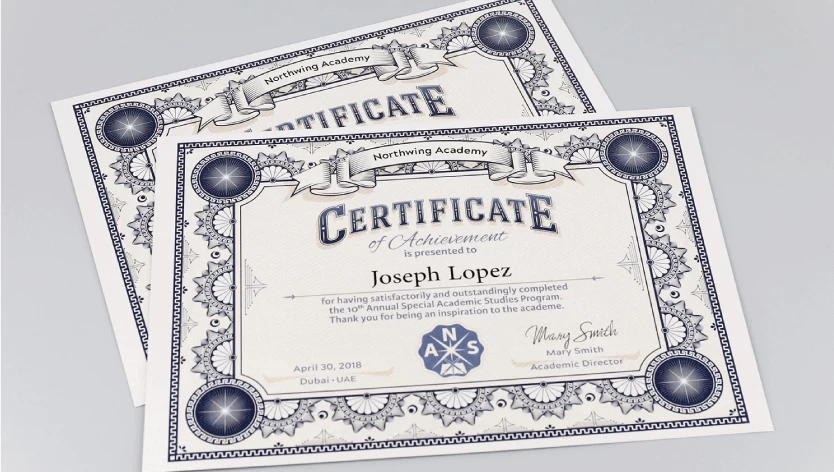 Northwing Academy
CERTIFICATE
Northwing Academy
CERTIFICATE
of Achievement
is presented to
Joseph Lopez
for having satisfactorily and outstandingly completed
the 10th Annual Special Academic Studies Program.
Thank you for being an inspiration to the academe.
N
A S
Mary Smith
Mary Smith
Academic Director
April 30, 2018
Dubai • UAE